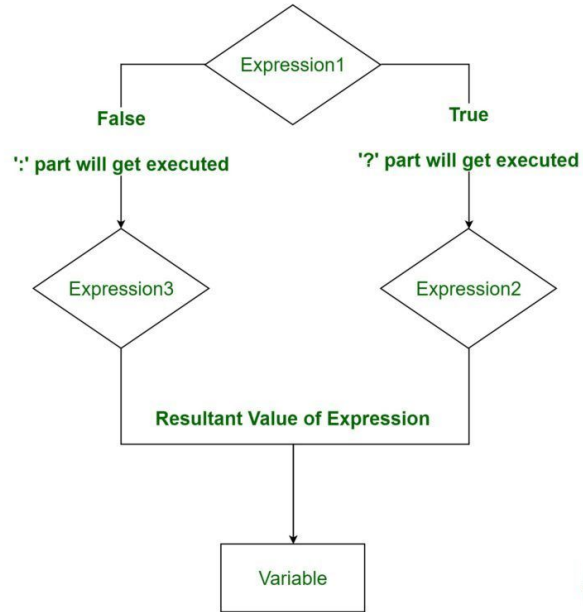 Expression1
False
True
':' part will get executed
'?' part will get executed
Expression3
Expression2
Resultant Value of Expression
Variable